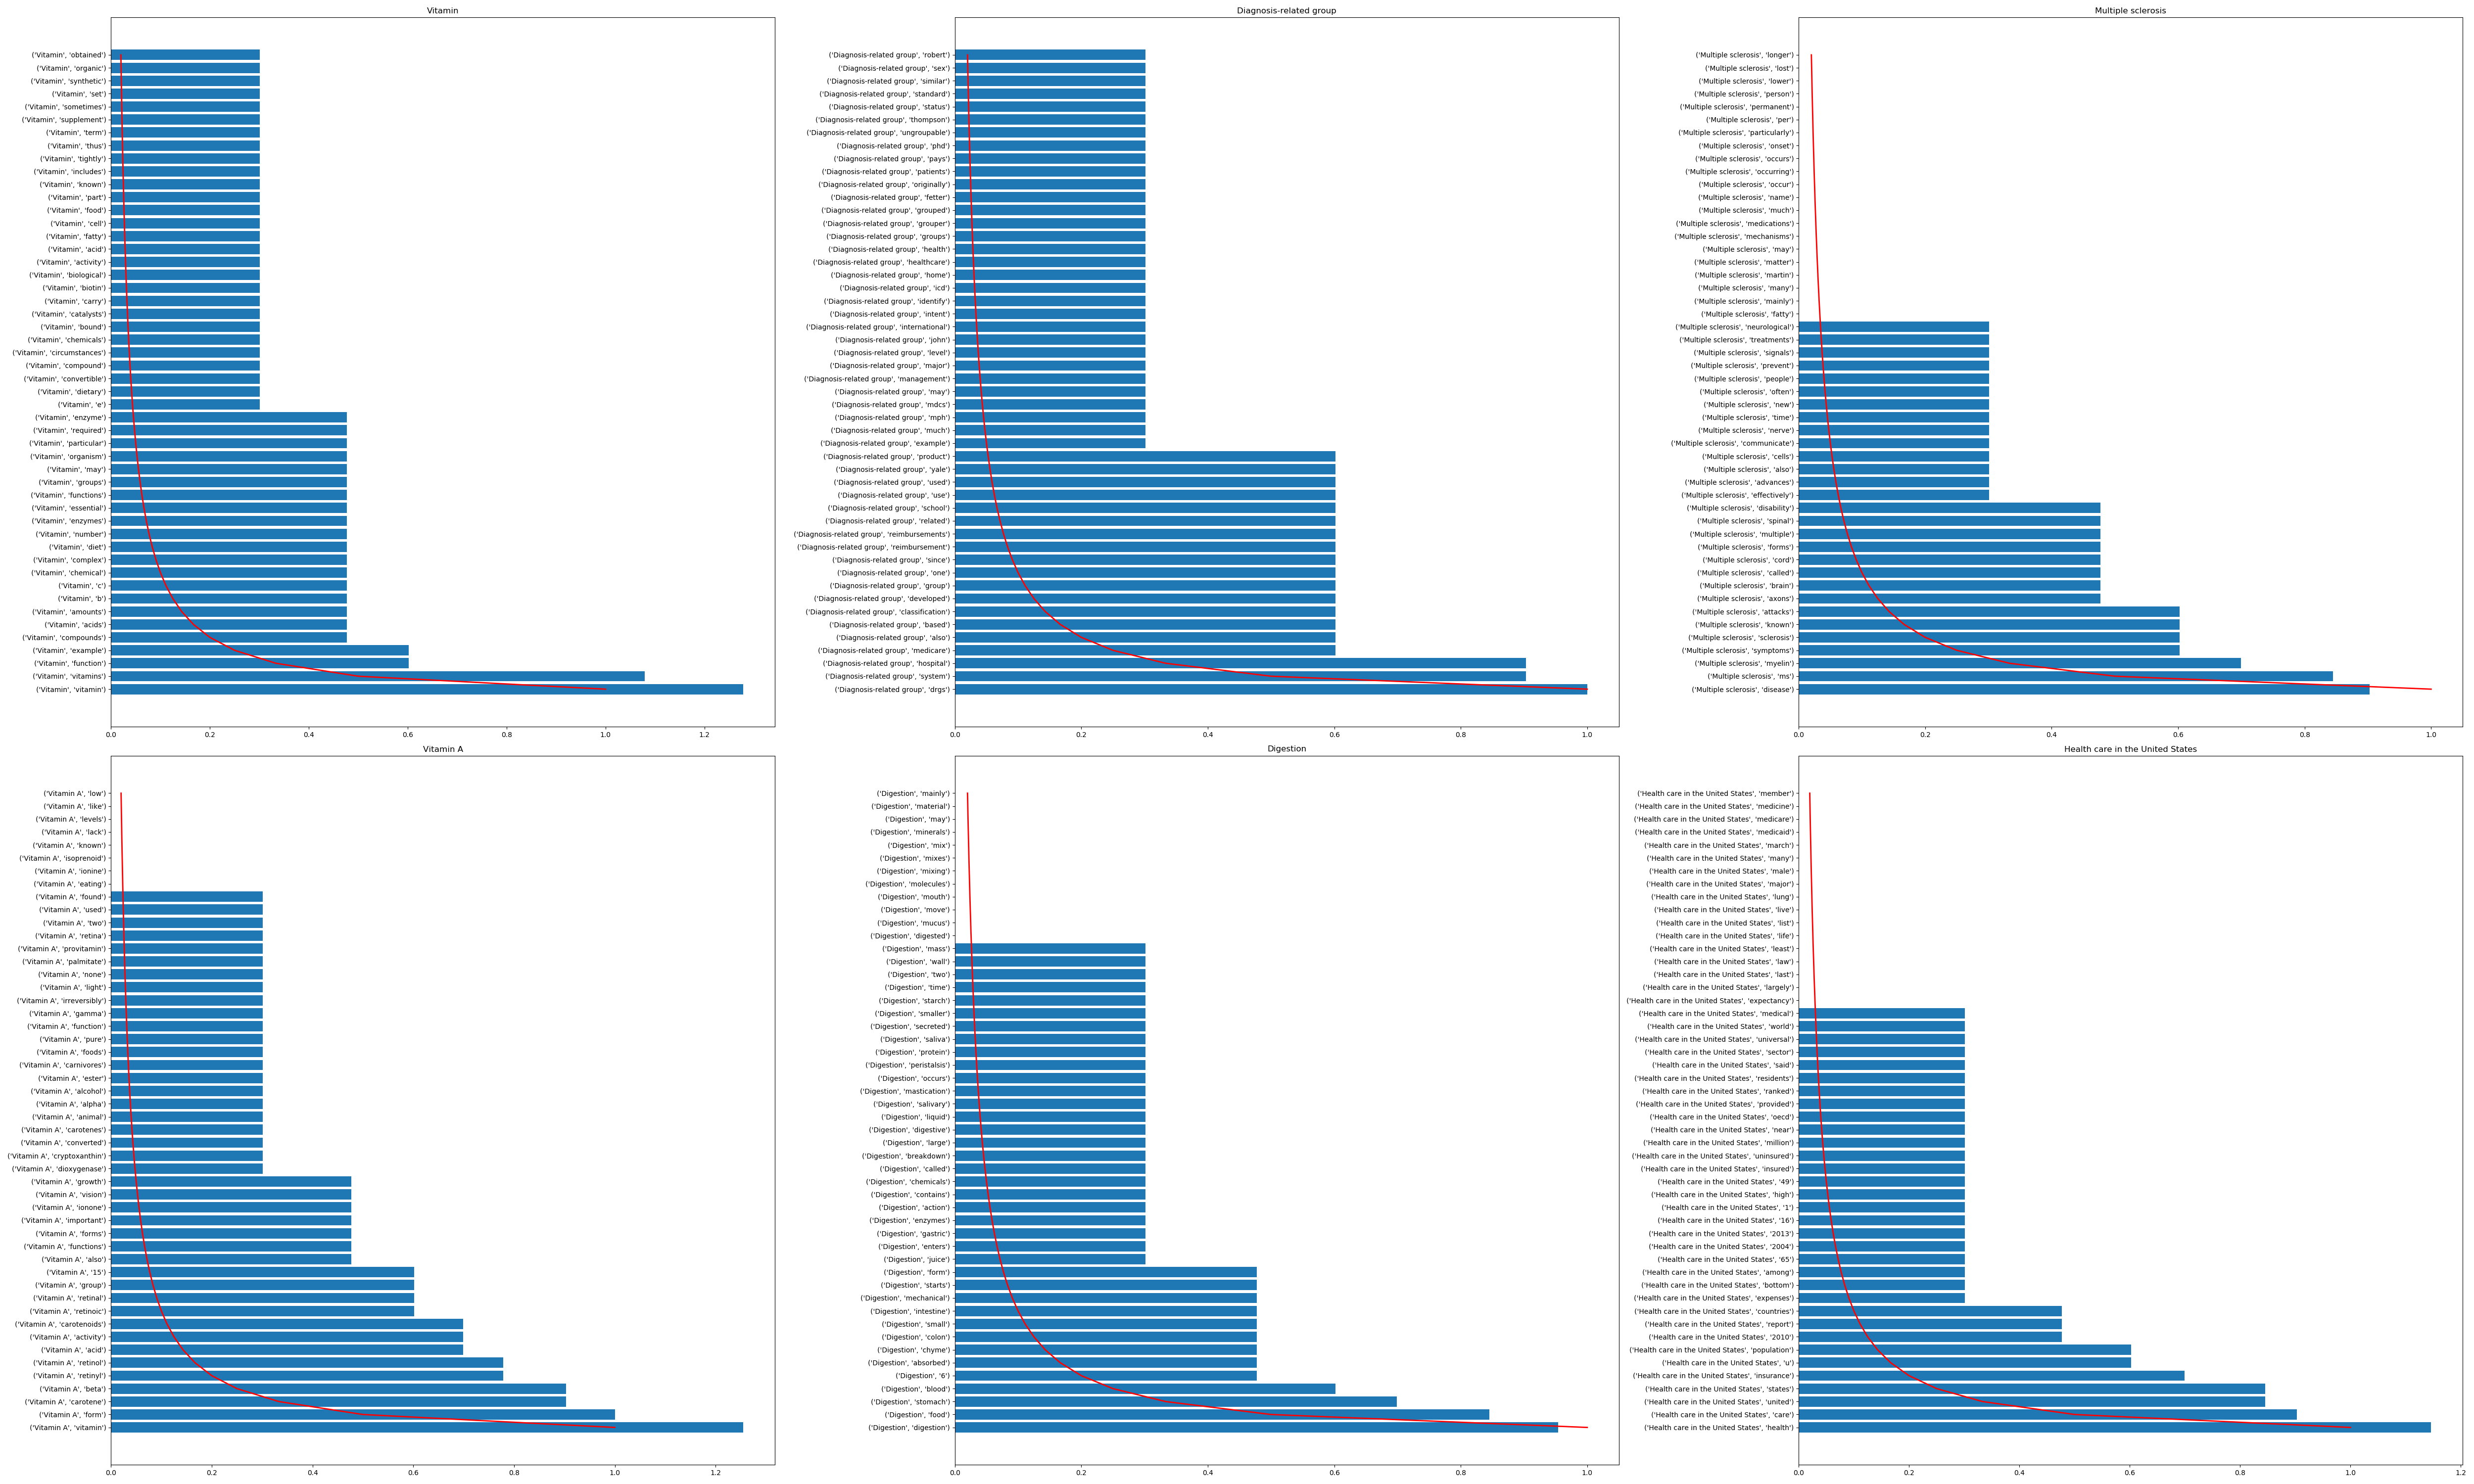 Vitamin
('Vitamin', 'obtained')
('Vitamin', 'organic')
('Vitamin', 'synthetic')
('Vitamin', 'set')
('Vitamin', 'sometimes')
('Vitamin', 'supplement')
('Vitamin', 'term')
('Vitamin', 'thus')
('Vitamin', 'tightly')
('Vitamin', 'includes')
('Vitamin', 'known')
('Vitamin', 'part')
('Vitamin', 'food')
('Vitamin', 'cell')
('Vitamin', 'fatty')
('Vitamin', 'acid')
('Vitamin', 'activity')
('Vitamin', 'biological')
('Vitamin', 'biotin')
('Vitamin', 'carry')
('Vitamin', 'catalysts')
('Vitamin', 'bound')
('Vitamin', 'chemicals')
('Vitamin', 'circumstances')
('Vitamin', 'compound')
('Vitamin', 'convertible')
('Vitamin', 'dietary')
('Vitamin', 'e')
('Vitamin', 'enzyme')
('Vitamin', 'required')
('Vitamin', 'particular')
('Vitamin', 'organism')
('Vitamin', 'may')
('Vitamin', 'groups')
('Vitamin', 'functions')
('Vitamin', 'essential')
('Vitamin', 'enzymes')
('Vitamin', 'number')
('Vitamin', 'diet')
('Vitamin', 'complex')
('Vitamin', 'chemical')
('Vitamin', 'c')
('Vitamin', 'b')
('Vitamin', 'amounts')
('Vitamin', 'acids')
('Vitamin', 'compounds')
('Vitamin', 'example')
('Vitamin', 'function')
('Vitamin', 'vitamins')
('Vitamin', 'vitamin')
0.0 0.2 0.4 0.6 0.8 1.0 1.2
Diagnosis-related group
('Diagnosis-related group', 'robert')
('Diagnosis-related group', 'sex')
('Diagnosis-related group', 'similar')
('Diagnosis-related group', 'standard')
('Diagnosis-related group', 'status')
('Diagnosis-related group', 'thompson')
('Diagnosis-related group', 'ungroupable')
('Diagnosis-related group', 'phd')
('Diagnosis-related group', 'pays')
('Diagnosis-related group', 'patients')
('Diagnosis-related group', 'originally')
('Diagnosis-related group', 'fetter')
('Diagnosis-related group', 'grouped')
('Diagnosis-related group', 'grouper')
('Diagnosis-related group', 'groups')
('Diagnosis-related group', 'health')
('Diagnosis-related group', 'healthcare')
('Diagnosis-related group', 'home')
('Diagnosis-related group', 'icd')
('Diagnosis-related group', 'identify')
('Diagnosis-related group', 'intent')
('Diagnosis-related group', 'international')
('Diagnosis-related group', 'john')
('Diagnosis-related group', 'level')
('Diagnosis-related group', 'major')
('Diagnosis-related group', 'management')
('Diagnosis-related group', 'may')
('Diagnosis-related group', 'mdcs')
('Diagnosis-related group', 'mph')
('Diagnosis-related group', 'much')
('Diagnosis-related group', 'example')
('Diagnosis-related group', 'product')
('Diagnosis-related group', 'yale')
('Diagnosis-related group', 'used')
('Diagnosis-related group', 'use')
('Diagnosis-related group', 'school')
('Diagnosis-related group', 'related')
('Diagnosis-related group', 'reimbursements')
('Diagnosis-related group', 'reimbursement')
('Diagnosis-related group', 'since')
('Diagnosis-related group', 'one')
('Diagnosis-related group', 'group')
('Diagnosis-related group', 'developed')
('Diagnosis-related group', 'classification')
('Diagnosis-related group', 'based')
('Diagnosis-related group', 'also')
('Diagnosis-related group', 'medicare')
('Diagnosis-related group', 'hospital')
('Diagnosis-related group', 'system')
('Diagnosis-related group', 'drgs')
0.0 0.2 0.4 0.6 0.8 1.0
Multiple sclerosis
('Multiple sclerosis', 'longer')
('Multiple sclerosis', 'lost')
('Multiple sclerosis', 'lower')
('Multiple sclerosis', 'person')
('Multiple sclerosis', 'permanent')
('Multiple sclerosis', 'per')
('Multiple sclerosis', 'particularly')
('Multiple sclerosis', 'onset')
('Multiple sclerosis', 'occurs')
('Multiple sclerosis', 'occurring')
('Multiple sclerosis', 'occur')
('Multiple sclerosis', 'name')
('Multiple sclerosis', 'much')
('Multiple sclerosis', 'medications')
('Multiple sclerosis', 'mechanisms')
('Multiple sclerosis', 'may')
('Multiple sclerosis', 'matter')
('Multiple sclerosis', 'martin')
('Multiple sclerosis', 'many')
('Multiple sclerosis', 'mainly')
('Multiple sclerosis', 'fatty')
('Multiple sclerosis', 'neurological')
('Multiple sclerosis', 'treatments')
('Multiple sclerosis', 'signals')
('Multiple sclerosis', 'prevent')
('Multiple sclerosis', 'people')
('Multiple sclerosis', 'often')
('Multiple sclerosis', 'new')
('Multiple sclerosis', 'time')
('Multiple sclerosis', 'nerve')
('Multiple sclerosis', 'communicate')
('Multiple sclerosis', 'cells')
('Multiple sclerosis', 'also')
('Multiple sclerosis', 'advances')
('Multiple sclerosis', 'effectively')
('Multiple sclerosis', 'disability')
('Multiple sclerosis', 'spinal')
('Multiple sclerosis', 'multiple')
('Multiple sclerosis', 'forms')
('Multiple sclerosis', 'cord')
('Multiple sclerosis', 'called')
('Multiple sclerosis', 'brain')
('Multiple sclerosis', 'axons')
('Multiple sclerosis', 'attacks')
('Multiple sclerosis', 'known')
('Multiple sclerosis', 'sclerosis')
('Multiple sclerosis', 'symptoms')
('Multiple sclerosis', 'myelin')
('Multiple sclerosis', 'ms')
('Multiple sclerosis', 'disease')
0.0 0.2 0.4 0.6 0.8 1.0
Vitamin A
('Vitamin A', 'low')
('Vitamin A', 'like')
('Vitamin A', 'levels')
('Vitamin A', 'lack')
('Vitamin A', 'known')
('Vitamin A', 'isoprenoid')
('Vitamin A', 'ionine')
('Vitamin A', 'eating')
('Vitamin A', 'found')
('Vitamin A', 'used')
('Vitamin A', 'two')
('Vitamin A', 'retina')
('Vitamin A', 'provitamin')
('Vitamin A', 'palmitate')
('Vitamin A', 'none')
('Vitamin A', 'light')
('Vitamin A', 'irreversibly')
('Vitamin A', 'gamma')
('Vitamin A', 'function')
('Vitamin A', 'pure')
('Vitamin A', 'foods')
('Vitamin A', 'carnivores')
('Vitamin A', 'ester')
('Vitamin A', 'alcohol')
('Vitamin A', 'alpha')
('Vitamin A', 'animal')
('Vitamin A', 'carotenes')
('Vitamin A', 'converted')
('Vitamin A', 'cryptoxanthin')
('Vitamin A', 'dioxygenase')
('Vitamin A', 'growth')
('Vitamin A', 'vision')
('Vitamin A', 'ionone')
('Vitamin A', 'important')
('Vitamin A', 'forms')
('Vitamin A', 'functions')
('Vitamin A', 'also')
('Vitamin A', '15')
('Vitamin A', 'group')
('Vitamin A', 'retinal')
('Vitamin A', 'retinoic')
('Vitamin A', 'carotenoids')
('Vitamin A', 'activity')
('Vitamin A', 'acid')
('Vitamin A', 'retinol')
('Vitamin A', 'retinyl')
('Vitamin A', 'beta')
('Vitamin A', 'carotene')
('Vitamin A', 'form')
('Vitamin A', 'vitamin')
0.0 0.2 0.4 0.6 0.8 1.0 1.2
Digestion
('Digestion', 'mainly')
('Digestion', 'material')
('Digestion', 'may')
('Digestion', 'minerals')
('Digestion', 'mix')
('Digestion', 'mixes')
('Digestion', 'mixing')
('Digestion', 'molecules')
('Digestion', 'mouth')
('Digestion', 'move')
('Digestion', 'mucus')
('Digestion', 'digested')
('Digestion', 'mass')
('Digestion', 'wall')
('Digestion', 'two')
('Digestion', 'time')
('Digestion', 'starch')
('Digestion', 'smaller')
('Digestion', 'secreted')
('Digestion', 'saliva')
('Digestion', 'protein')
('Digestion', 'peristalsis')
('Digestion', 'occurs')
('Digestion', 'mastication')
('Digestion', 'salivary')
('Digestion', 'liquid')
('Digestion', 'digestive')
('Digestion', 'large')
('Digestion', 'breakdown')
('Digestion', 'called')
('Digestion', 'chemicals')
('Digestion', 'contains')
('Digestion', 'action')
('Digestion', 'enzymes')
('Digestion', 'gastric')
('Digestion', 'enters')
('Digestion', 'juice')
('Digestion', 'form')
('Digestion', 'starts')
('Digestion', 'mechanical')
('Digestion', 'intestine')
('Digestion', 'small')
('Digestion', 'colon')
('Digestion', 'chyme')
('Digestion', 'absorbed')
('Digestion', '6')
('Digestion', 'blood')
('Digestion', 'stomach')
('Digestion', 'food')
('Digestion', 'digestion')
0.0 0.2 0.4 0.6 0.8 1.0
Health care in the United States
('Health care in the United States', 'member')
('Health care in the United States', 'medicine')
('Health care in the United States', 'medicare')
('Health care in the United States', 'medicaid')
('Health care in the United States', 'march')
('Health care in the United States', 'many')
('Health care in the United States', 'male')
('Health care in the United States', 'major')
('Health care in the United States', 'lung')
('Health care in the United States', 'live')
('Health care in the United States', 'list')
('Health care in the United States', 'life')
('Health care in the United States', 'least')
('Health care in the United States', 'law')
('Health care in the United States', 'last')
('Health care in the United States', 'largely')
('Health care in the United States', 'expectancy')
('Health care in the United States', 'medical')
('Health care in the United States', 'world')
('Health care in the United States', 'universal')
('Health care in the United States', 'sector')
('Health care in the United States', 'said')
('Health care in the United States', 'residents')
('Health care in the United States', 'ranked')
('Health care in the United States', 'provided')
('Health care in the United States', 'oecd')
('Health care in the United States', 'near')
('Health care in the United States', 'million')
('Health care in the United States', 'uninsured')
('Health care in the United States', 'insured')
('Health care in the United States', '49')
('Health care in the United States', 'high')
('Health care in the United States', '1')
('Health care in the United States', '16')
('Health care in the United States', '2013')
('Health care in the United States', '2004')
('Health care in the United States', '65')
('Health care in the United States', 'among')
('Health care in the United States', 'bottom')
('Health care in the United States', 'expenses')
('Health care in the United States', 'countries')
('Health care in the United States', 'report')
('Health care in the United States', '2010')
('Health care in the United States', 'population')
('Health care in the United States', 'u')
('Health care in the United States', 'insurance')
('Health care in the United States', 'states')
('Health care in the United States', 'united')
('Health care in the United States', 'care')
('Health care in the United States', 'health')
0.0 0.2 0.4 0.6 0.8 1.0 1.2